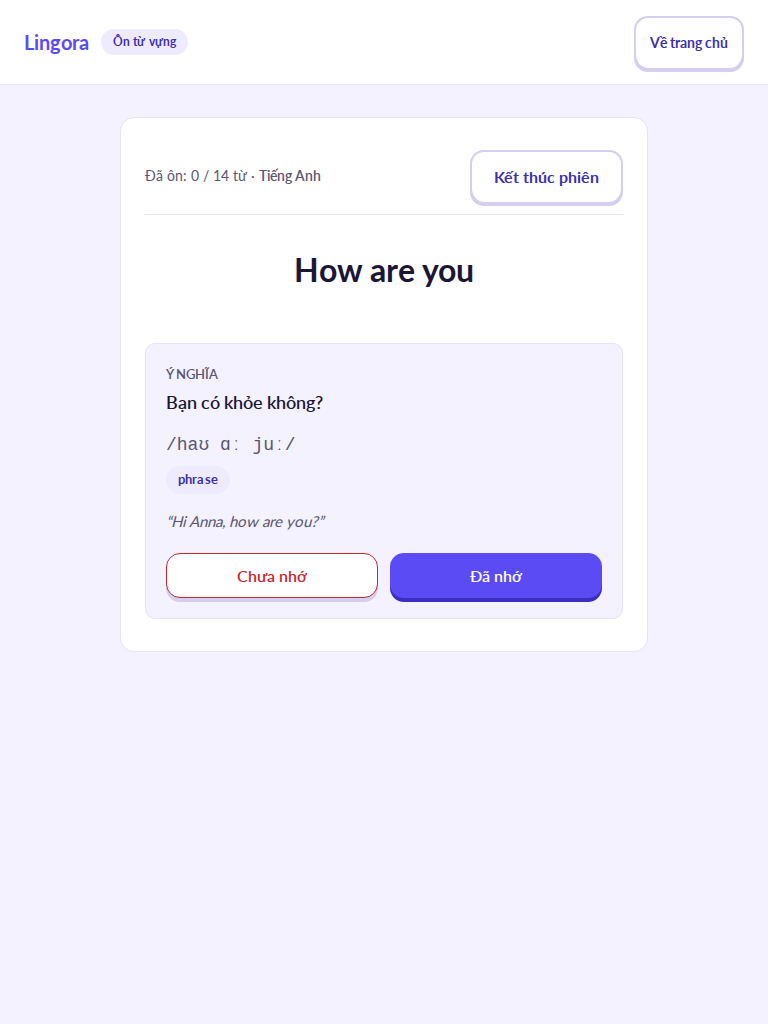 Lingora
Ôn từ vựng
Về trang chủ
Đã ôn: 0 / 14 từ · Tiếng Anh
Kết thúc phiên
How are you
Ý NGHĨA
Bạn có khỏe không?
/haʊ ɑː juː/
phrase
“Hi Anna, how are you?”
Chưa nhớ
Đã nhớ